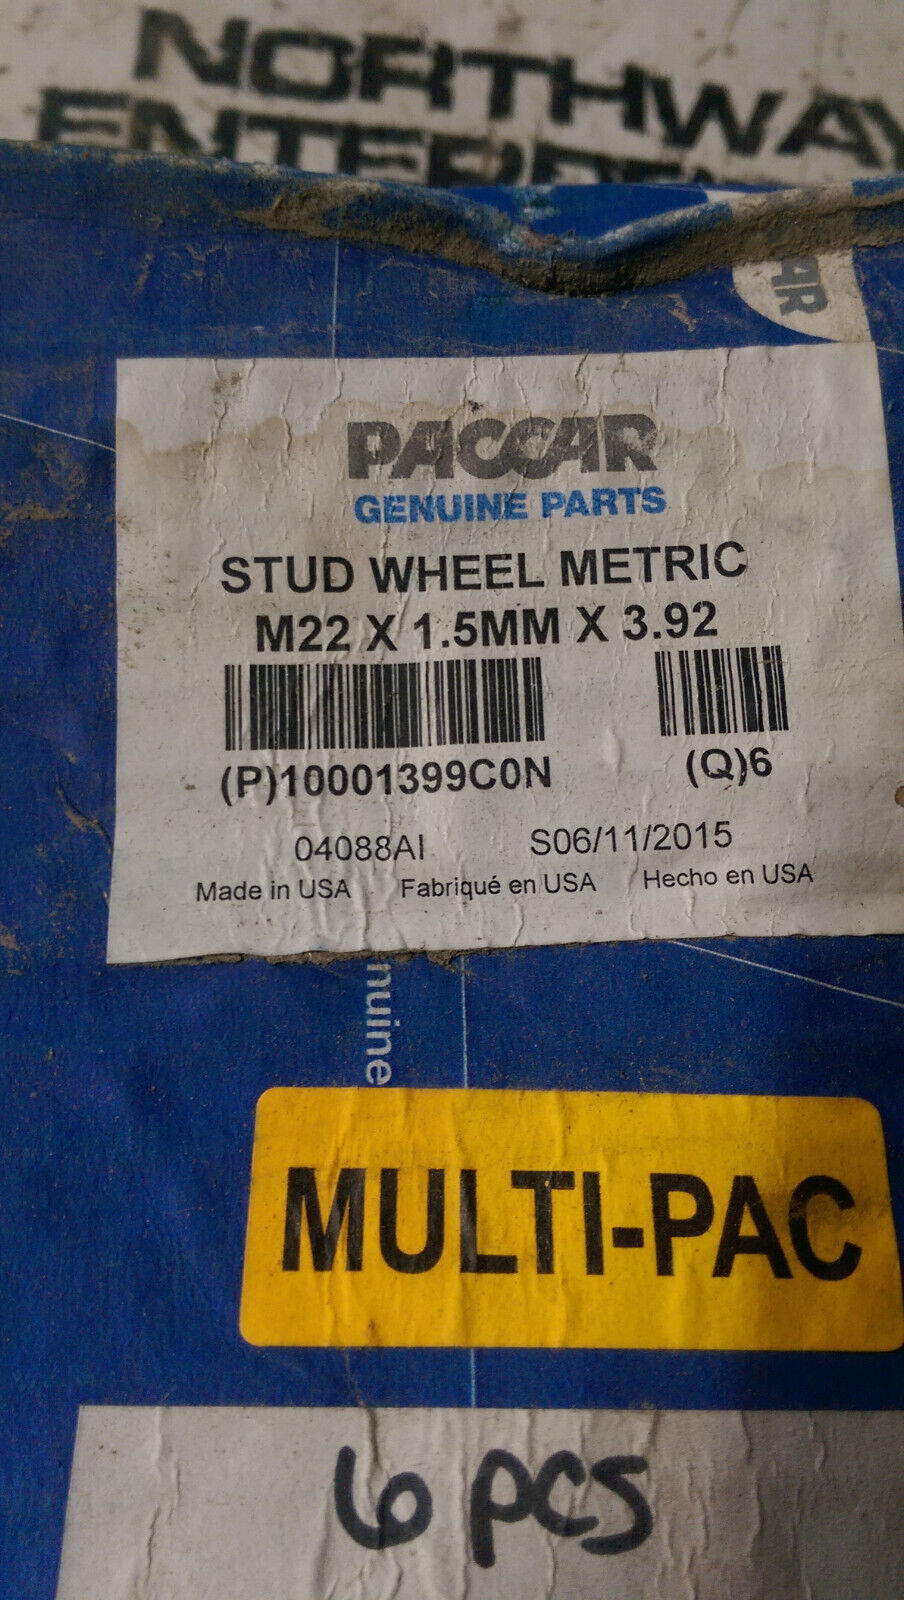 NORTHWAY
PACCAR
GENUINE PARTS
STUD WHEEL METRIC
M22 X 1.5MM X 3.92
(P)10001399C0N (Q)6
04088AI S06/11/2015
Made in USA Fabriqué en USA Hecho en USA
nuine
MULTI-PAC
6 pcs